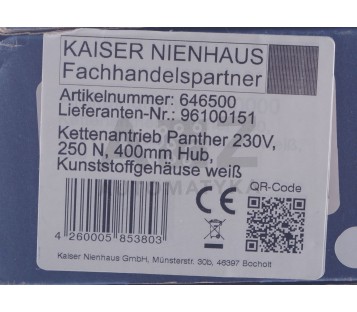 KAISER NIENHAUS
Fachhandelspartner
Artikelnummer: 646500
Lieferanten-Nr.: 96100151
Kettenantrieb Panther 230V,
250 N, 400mm Hub,
Kunststoffgehäuse weiß
QR-Code
CE
4 260005 853803
Kaiser Nienhaus GmbH, Münsterstr. 30b, 46397 Bocholt